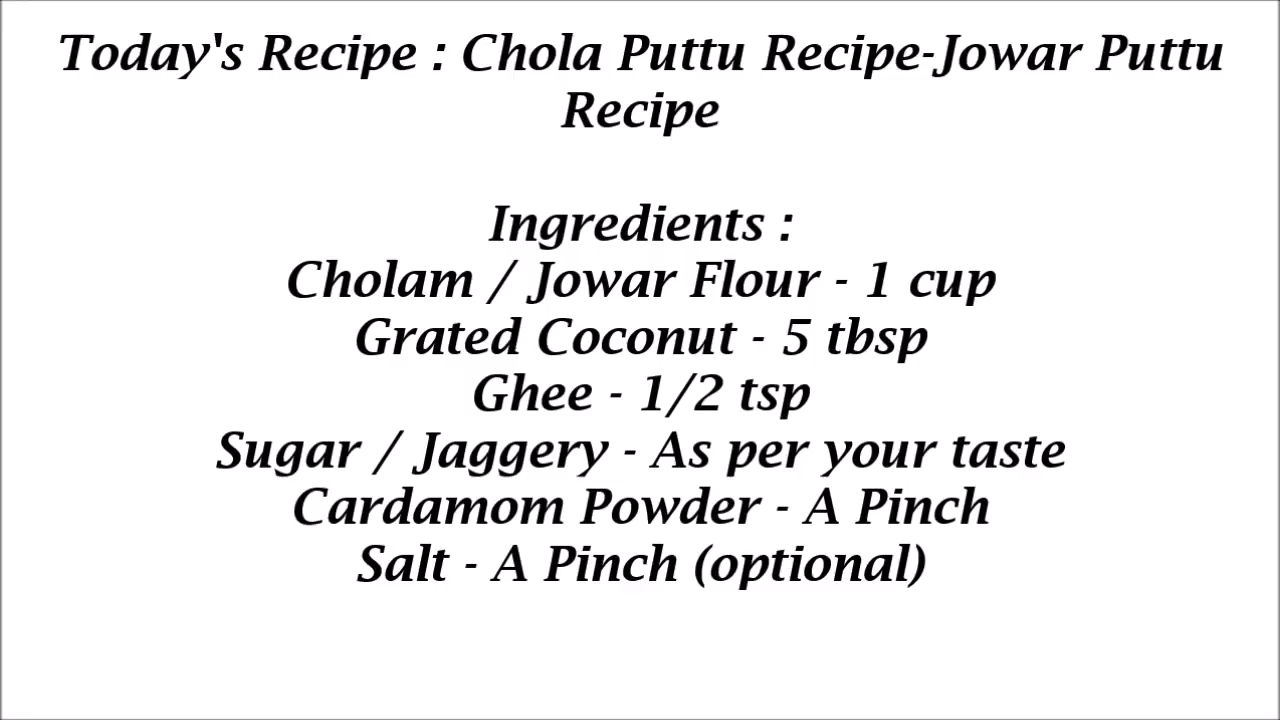 Today's Recipe : Chola Puttu Recipe-Jowar Puttu
Recipe
Ingredients :
Cholam / Jowar Flour - 1 cup
Grated Coconut - 5 tbsp
Ghee - 1/2 tsp
Sugar / Jaggery - As per your taste
Cardamom Powder - A Pinch
Salt - A Pinch (optional)